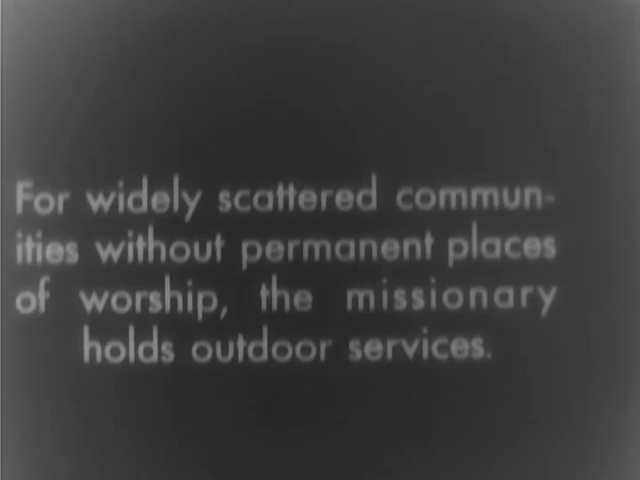 For widely scattered commun-
ities without permanent places
of worship, the missionary
holds outdoor services.